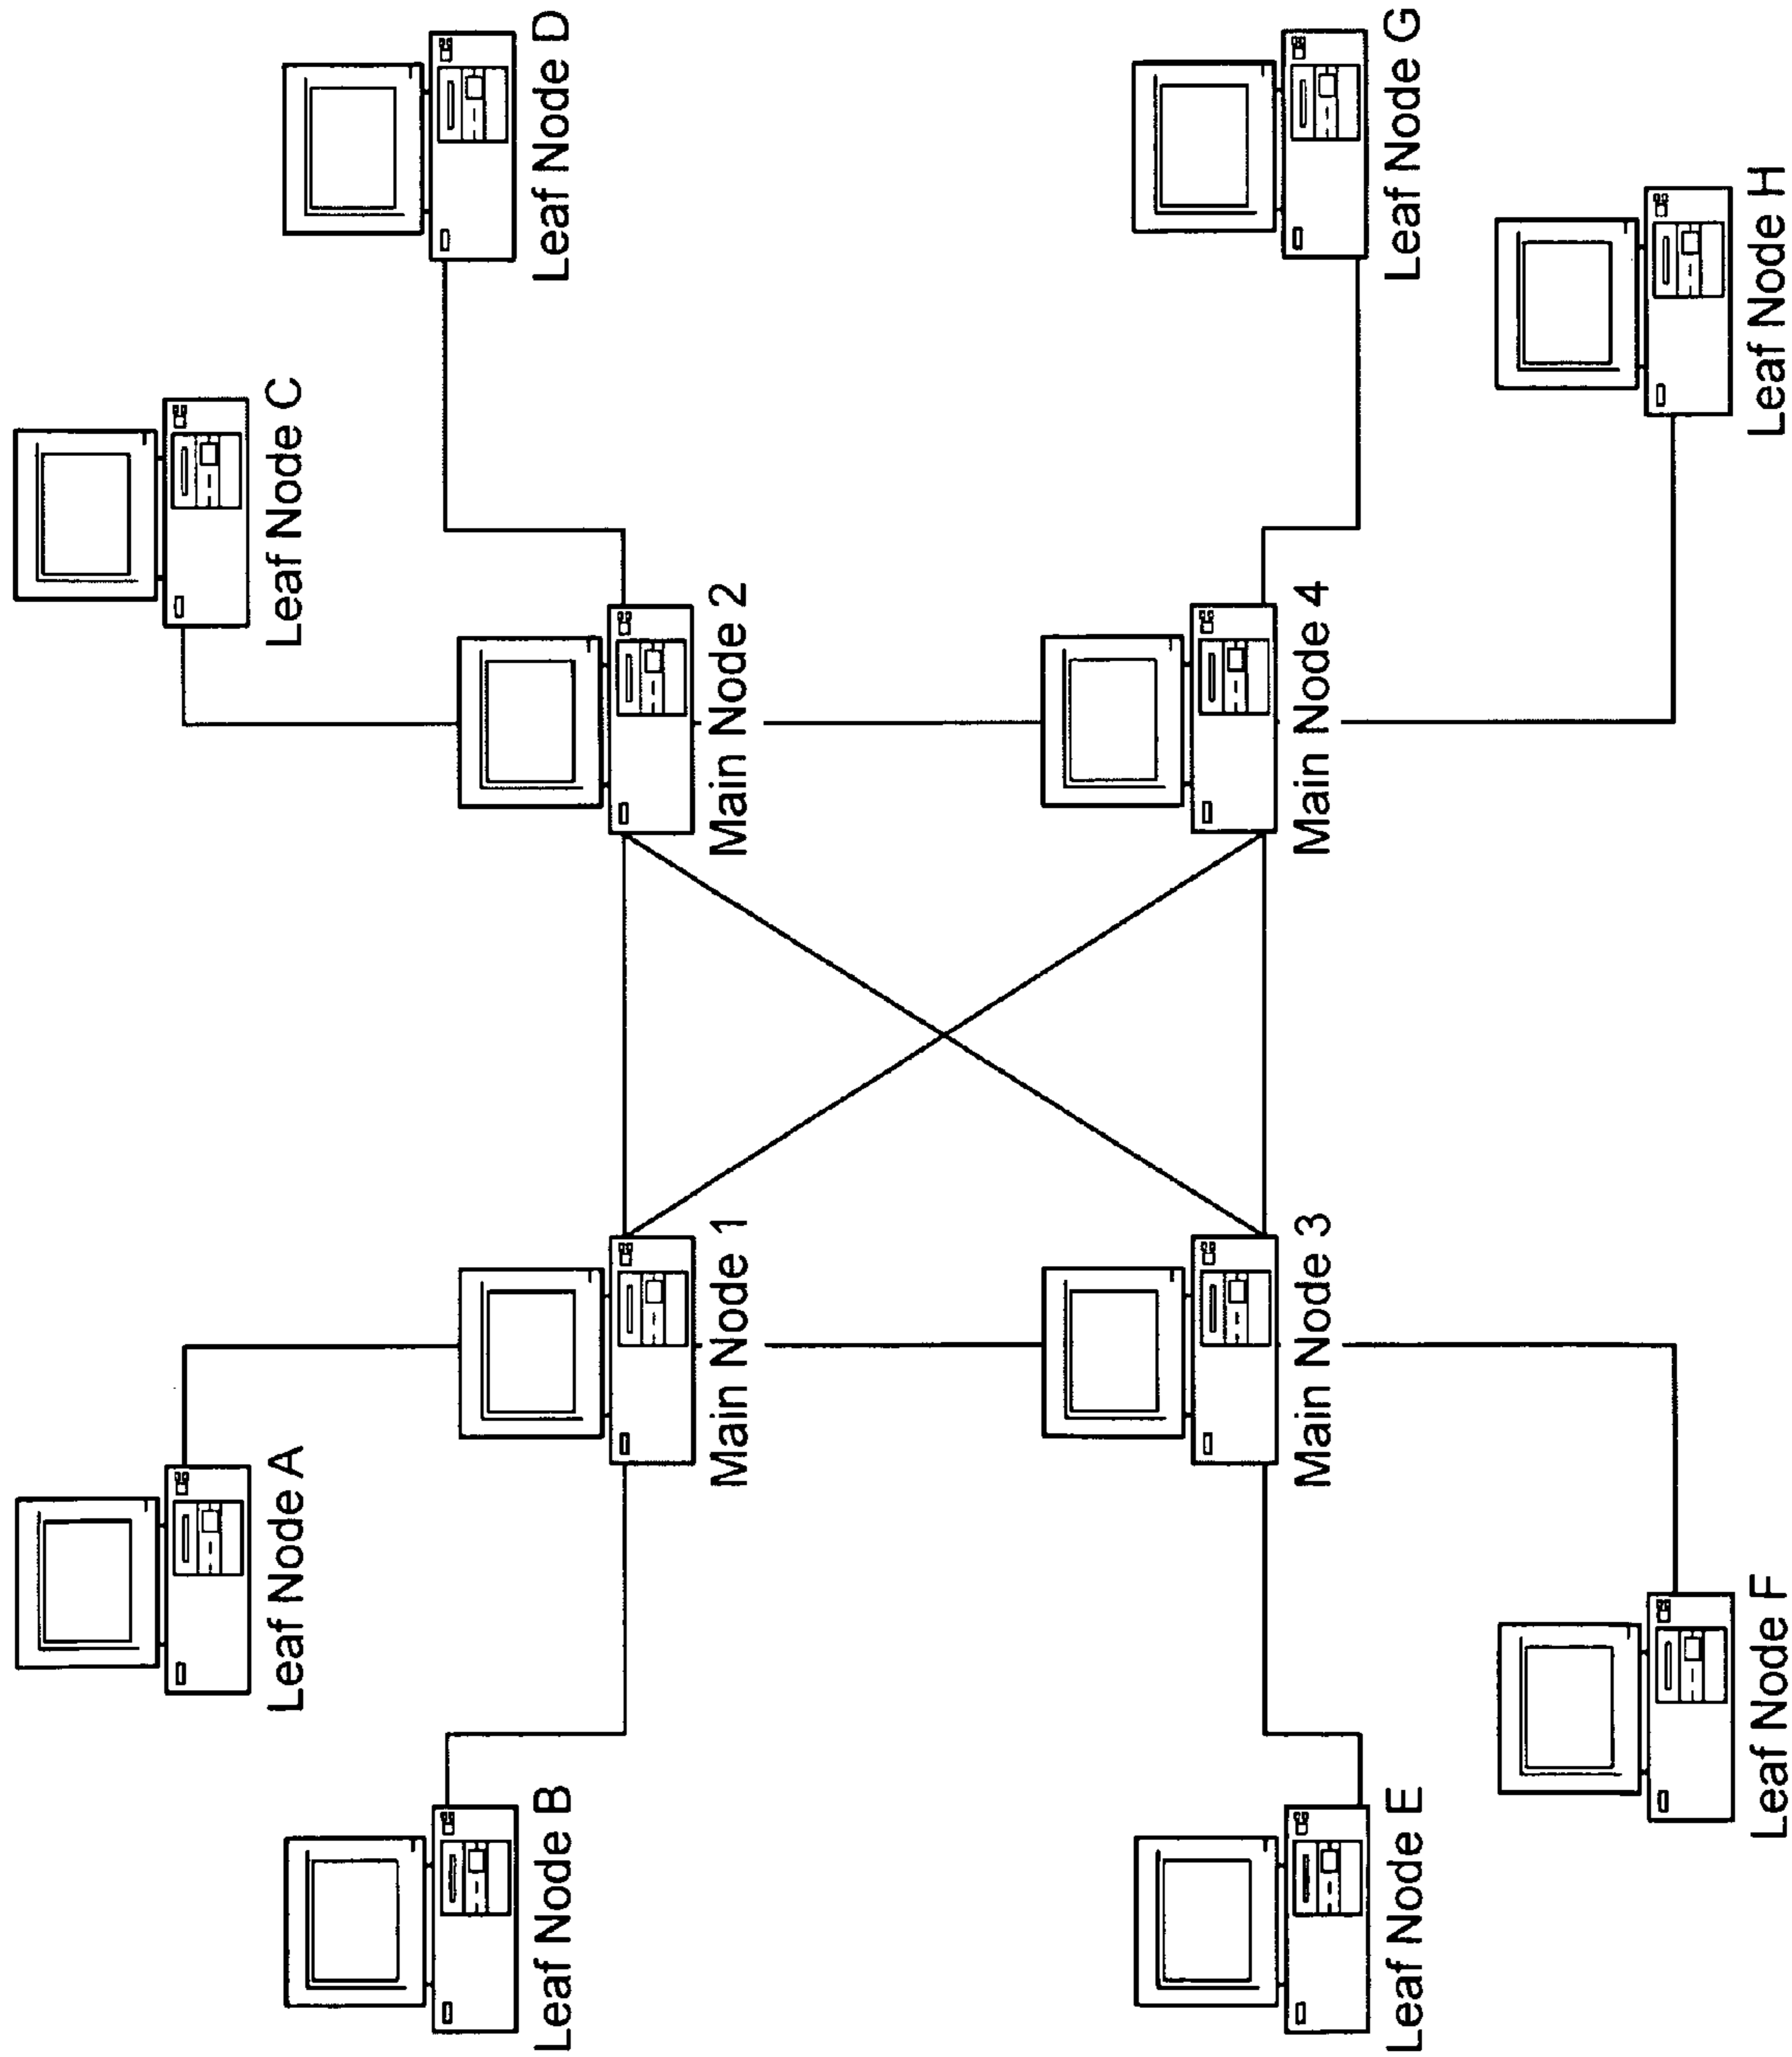 Leaf Node A
Leaf Node C
Leaf Node B
Leaf Node D
Main Node 1
Main Node 2
Main Node 3
Main Node 4
Leaf Node E
Leaf Node G
Leaf Node F
Leaf Node H